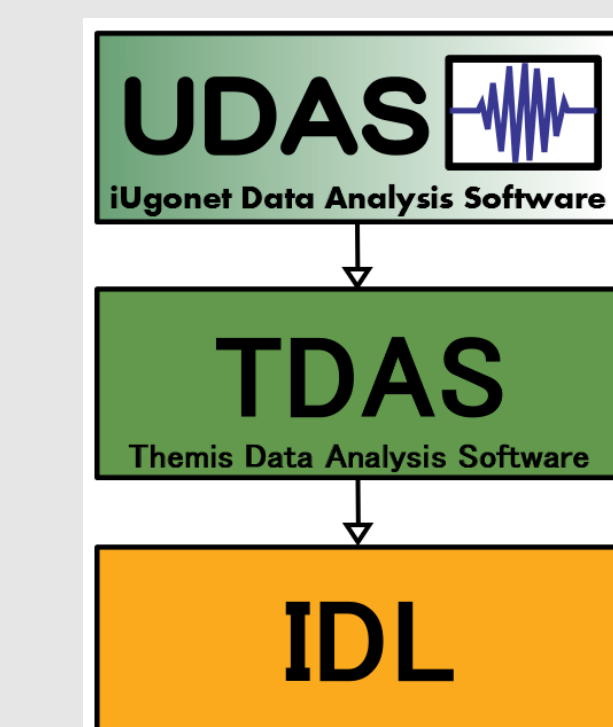 UDAS
iUgonet Data Analysis Software
TDAS
Themis Data Analysis Software
IDL